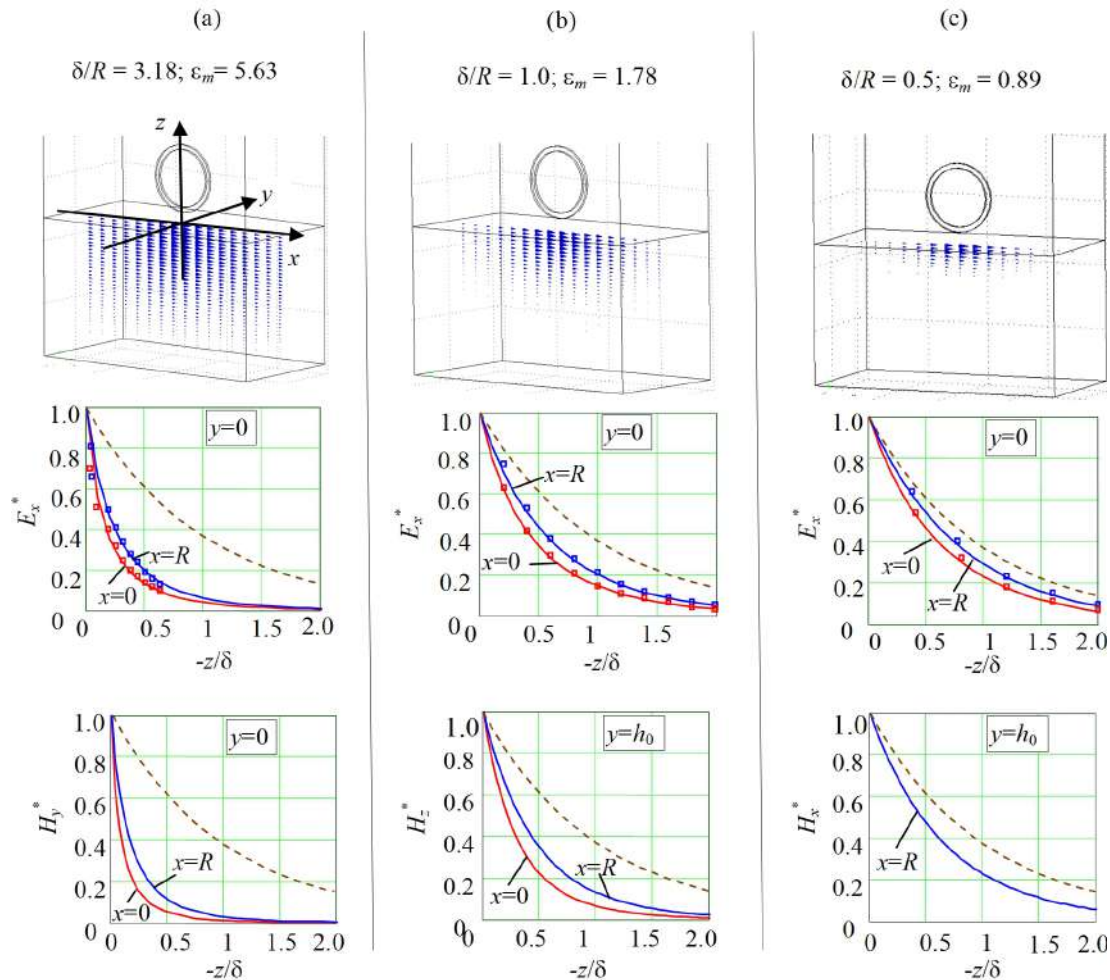 (a)
(b)
(c)
δ/R = 3.18; εm= 5.63
δ/R = 1.0; εm = 1.78
δ/R = 0.5; εm = 0.89
z
y
x
1.0
0.8
0.6
0.4
0.2
0
Ex*
y=0
x=R
x=0
0
0.5
1
1.5
2.0
-z/δ
1.0
0.8
0.6
0.4
0.2
0
Ex*
y=0
x=R
x=0
0
0.5
1
1.5
2.0
-z/δ
1.0
0.8
0.6
0.4
0.2
0
Ex*
y=0
x=0
x=R
0
0.5
1
1.5
2.0
-z/δ
1.0
0.8
0.6
0.4
0.2
0
Hy*
y=0
x=R
x=0
0
0.5
1
1.5
2.0
-z/δ
1.0
0.8
0.6
0.4
0.2
0
Hz*
y=h0
x=R
x=0
0
0.5
1.0
1.5
2.0
-z/δ
1.0
0.8
0.6
0.4
0.2
0
Hx*
y=h0
x=R
0
0.5
1
1.5
2.0
-z/δ